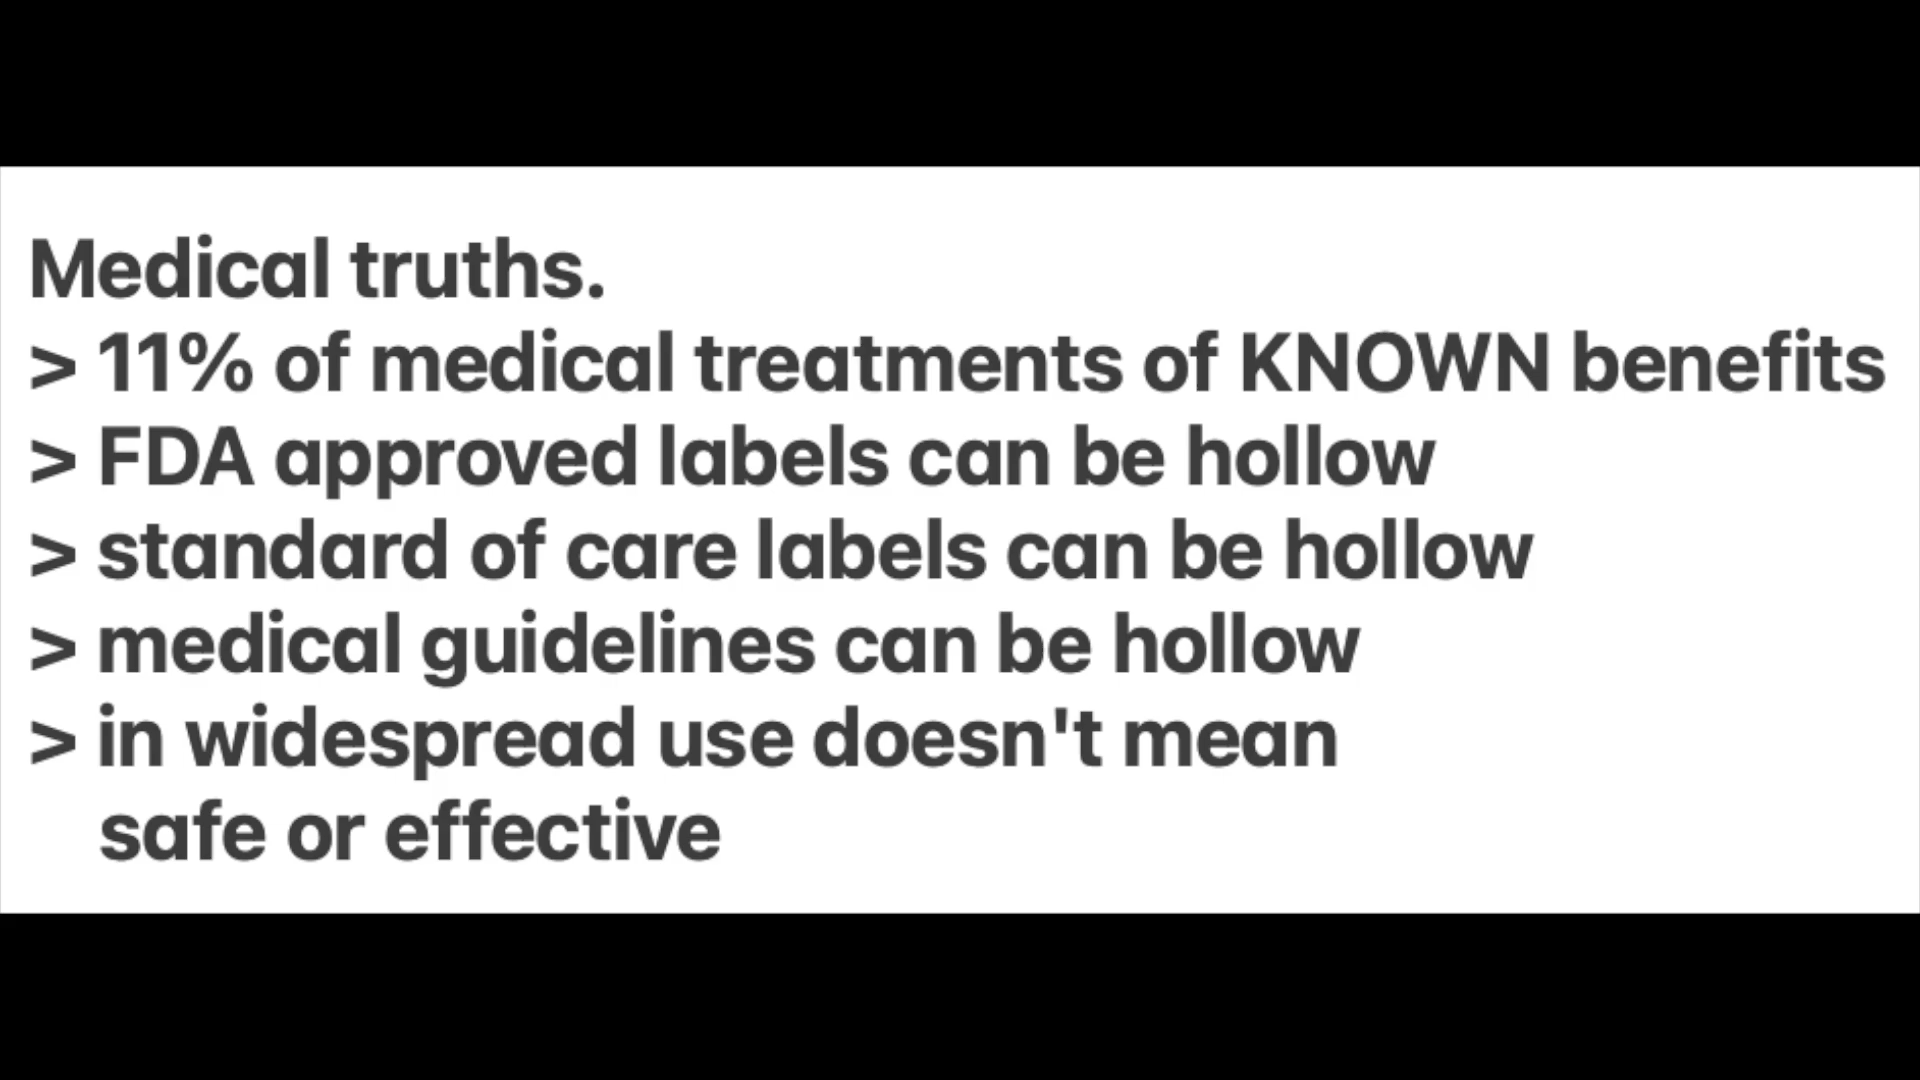 Medical truths.
> 11% of medical treatments of KNOWN benefits
> FDA approved labels can be hollow
> standard of care labels can be hollow
> medical guidelines can be hollow
> in widespread use doesn't mean
safe or effective